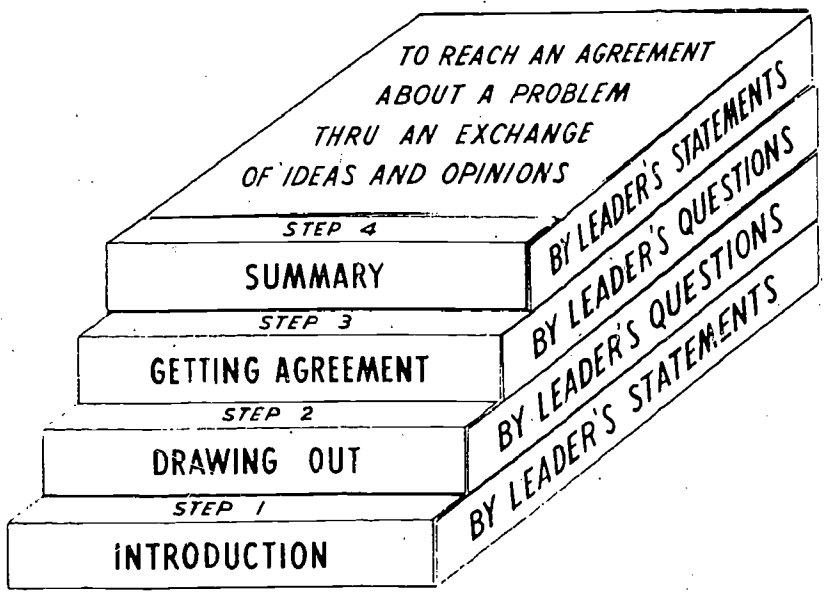 TO REACH AN AGREEMENT
ABOUT A PROBLEM
THRU AN EXCHANGE
OF IDEAS AND OPINIONS
STEP 4
SUMMARY
BY LEADER'S STATEMENTS
STEP 3
GETTING AGREEMENT
BY LEADER'S QUESTIONS
STEP 2
DRAWING OUT
BY LEADER'S QUESTIONS
STEP 1
INTRODUCTION
BY LEADER'S STATEMENTS